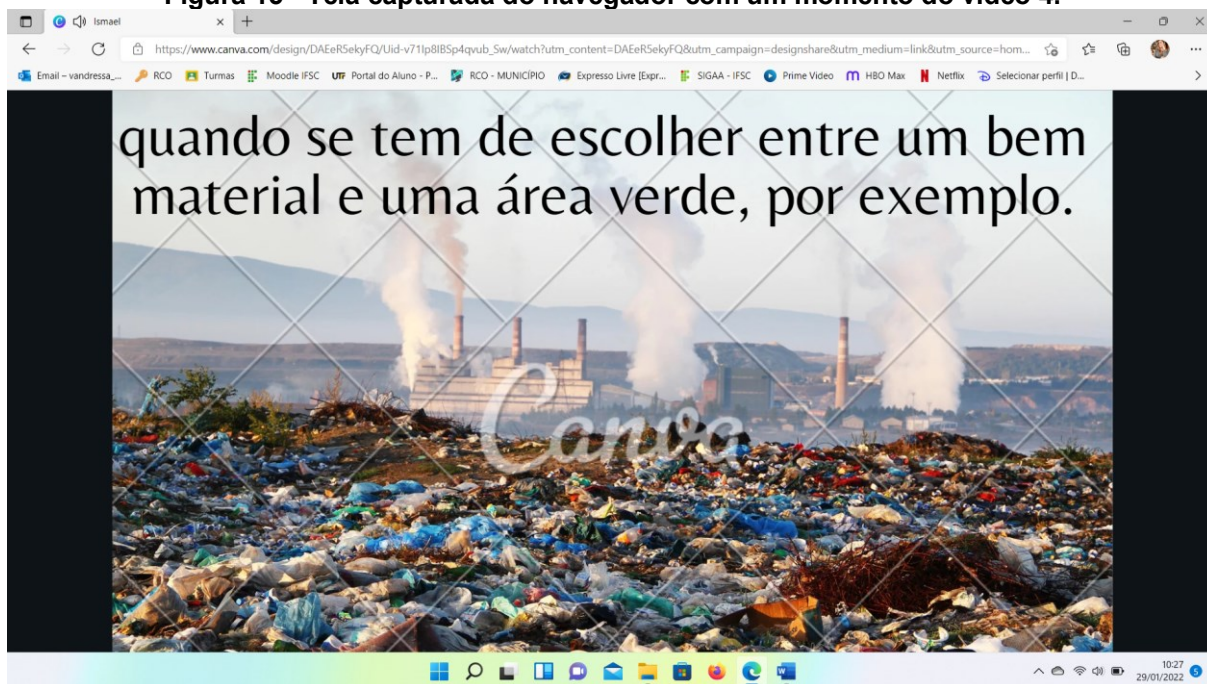 Figura 10 - Tela capturada do navegador com um momento do vídeo 4.
Ismael
https://www.canva.com/design/DAEeR5ekyFQ/Uid-v71Ip8IBSp4qvub_Sw/watch?utm_content=DAEeR5ekyFQ&utm_campaign=designshare&utm_medium=link&utm_source=hom...
Email – vandressa_... RCO Turmas Moodle IFSC UTF Portal do Aluno - P... RCO - MUNICÍPIO Expresso Livre [Expr... SIGAA - IFSC Prime Video HBO Max Netflix Selecionar perfil | D...
quando se tem de escolher entre um bem
material e uma área verde, por exemplo.
Canva
10:27
29/01/2022
5